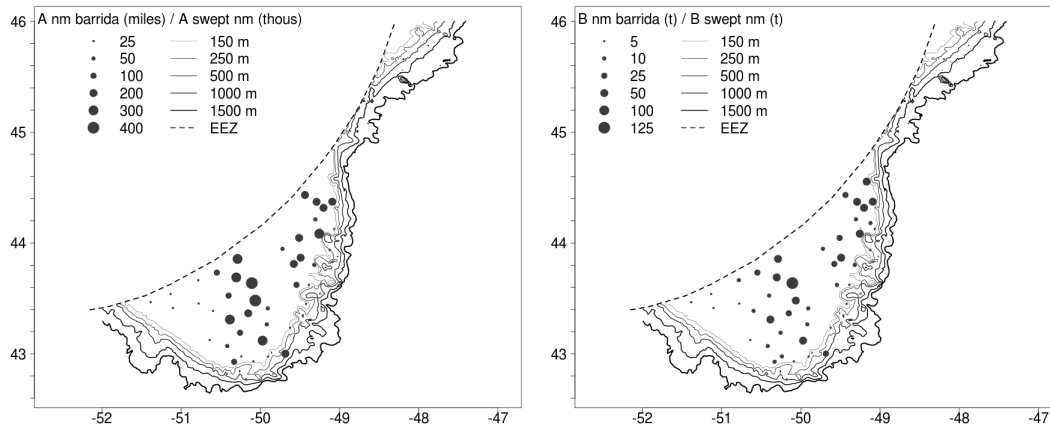 A nm barrida (miles) / A swept nm (thous)
25 150 m
50 250 m
100 500 m
200 1000 m
300 1500 m
400 EEZ
46
45
44
43
-52 -51 -50 -49 -48 -47
B nm barrida (t) / B swept nm (t)
5 150 m
10 250 m
25 500 m
50 1000 m
100 1500 m
125 EEZ
46
45
44
43
-52 -51 -50 -49 -48 -47